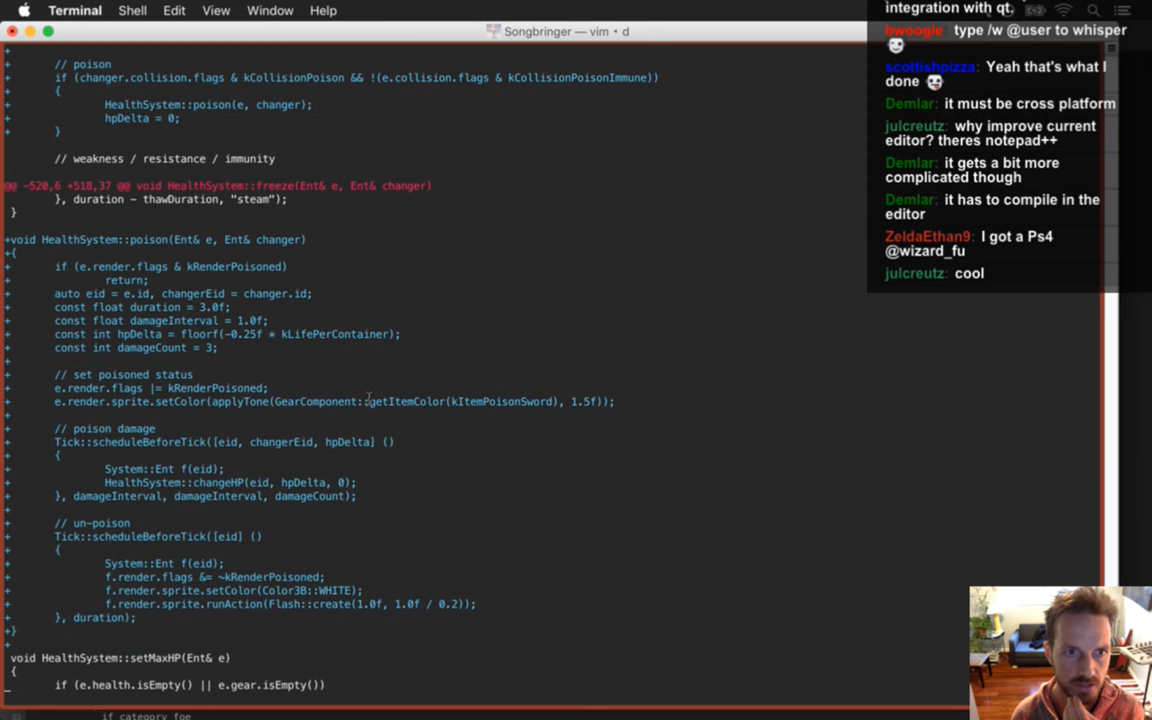 Terminal Shell Edit View Window Help
Songbringer — vim • d
+
+ // poison
+ if (changer.collision.flags & kCollisionPoison && !(e.collision.flags & kCollisionPoisonImmune))
+ {
+ HealthSystem::poison(e, changer);
+ hpDelta = 0;
+ }
// weakness / resistance / immunity
@@ -520,6 +518,37 @@ void HealthSystem::freeze(Ent& e, Ent& changer)
}, duration - thawDuration, "steam");
}
+void HealthSystem::poison(Ent& e, Ent& changer)
+{
+ if (e.render.flags & kRenderPoisoned)
+ return;
+ auto eid = e.id, changerEid = changer.id;
+ const float duration = 3.0f;
+ const float damageInterval = 1.0f;
+ const int hpDelta = floorf(-0.25f * kLifePerContainer);
+ const int damageCount = 3;
+
+ // set poisoned status
+ e.render.flags |= kRenderPoisoned;
+ e.render.sprite.setColor(applyTone(GearComponent::getItemColor(kItemPoisonSword), 1.5f));
+
+ // poison damage
+ Tick::scheduleBeforeTick([eid, changerEid, hpDelta] ()
+ {
+ System::Ent f(eid);
+ HealthSystem::changeHP(eid, hpDelta, 0);
+ }, damageInterval, damageInterval, damageCount);
+
+ // un-poison
+ Tick::scheduleBeforeTick([eid] ()
+ {
+ System::Ent f(eid);
+ f.render.flags &= ~kRenderPoisoned;
+ f.render.sprite.setColor(Color3B::WHITE);
+ f.render.sprite.runAction(Flash::create(1.0f, 1.0f / 0.2));
+ }, duration);
+}
+
void HealthSystem::setMaxHP(Ent& e)
{
if (e.health.isEmpty() || e.gear.isEmpty())
if category foe
integration with qt.
bwoogie: type /w @user to whisper
scottishpizza: Yeah that's what I
done
Demlar: it must be cross platform
julcreutz: why improve current
editor? theres notepad++
Demlar: it gets a bit more
complicated though
Demlar: it has to compile in the
editor
ZeldaEthan9: I got a Ps4
@wizard_fu
julcreutz: cool